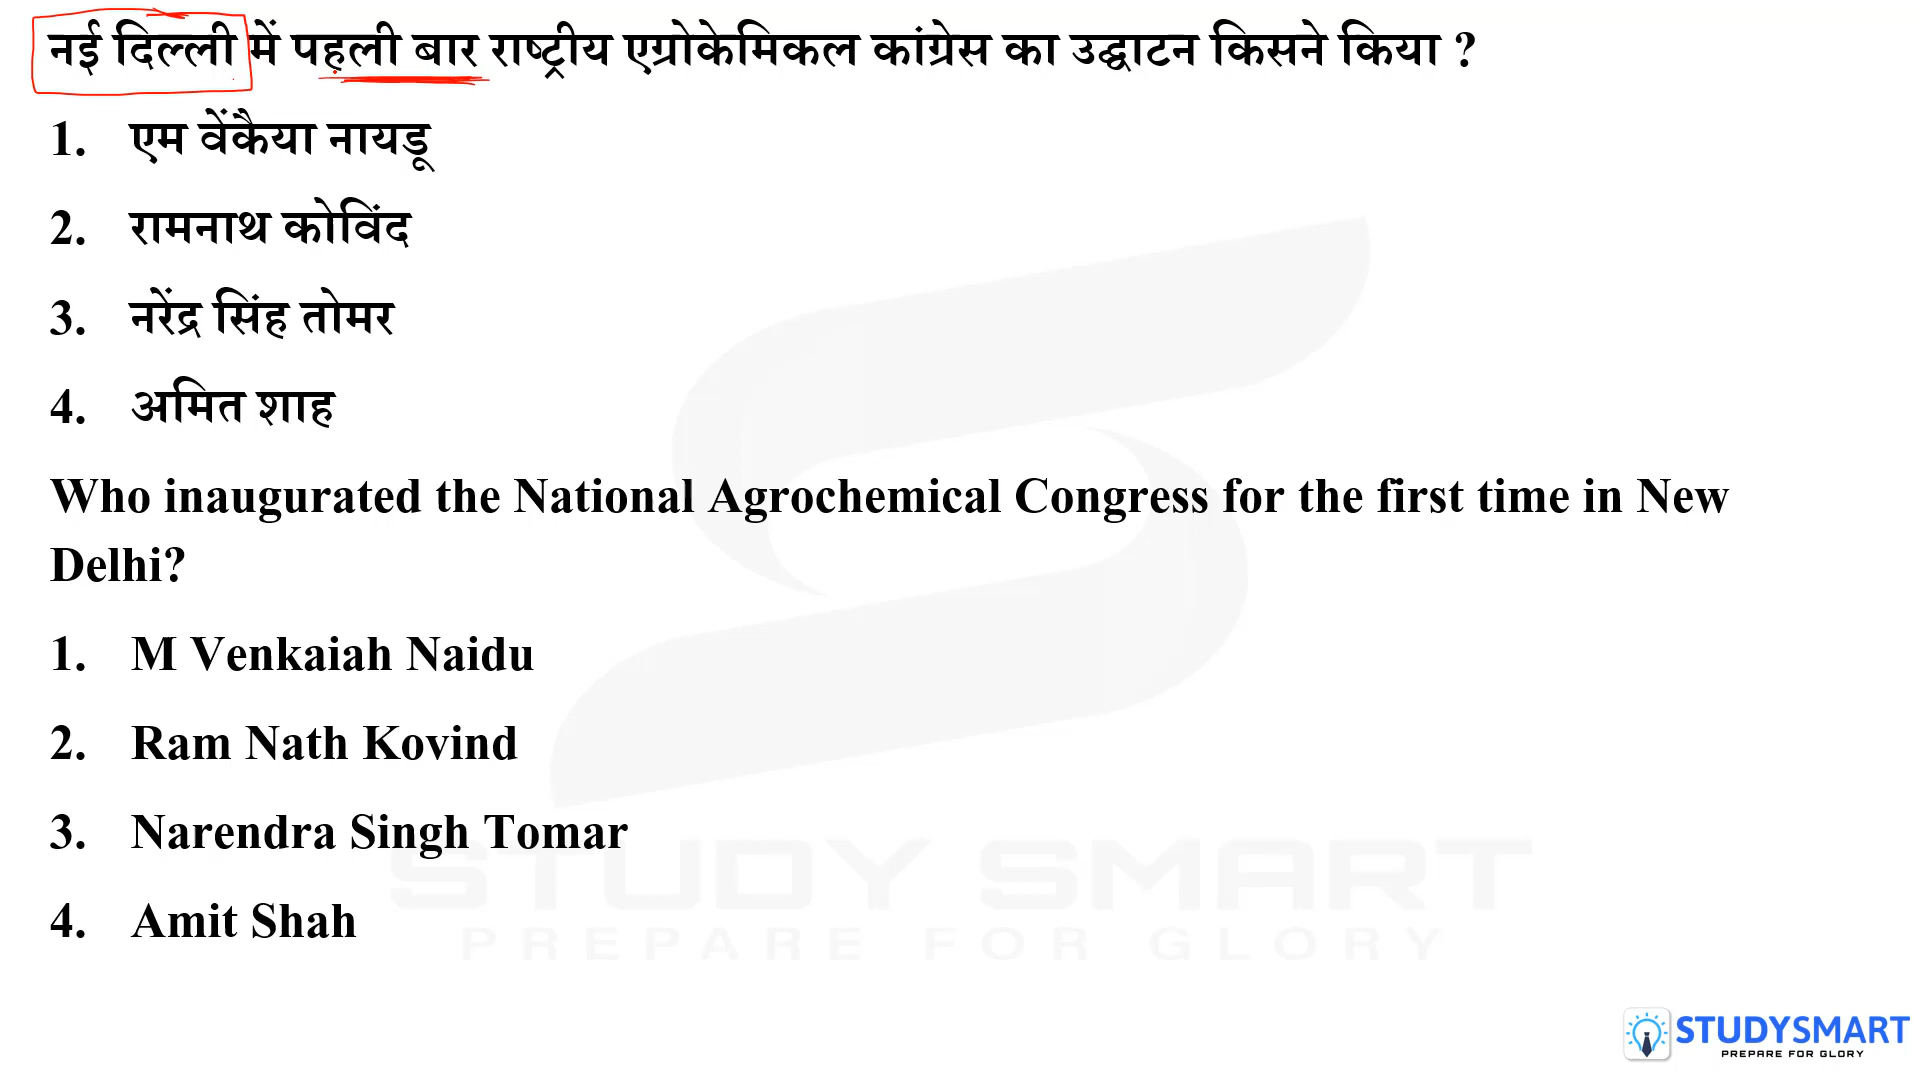 नई दिल्ली में पहली बार राष्ट्रीय एग्रोकेमिकल कांग्रेस का उद्घाटन किसने किया ?
1. एम वेंकैया नायडू
2. रामनाथ कोविंद
3. नरेंद्र सिंह तोमर
4. अमित शाह
Who inaugurated the National Agrochemical Congress for the first time in New
Delhi?
1. M Venkaiah Naidu
2. Ram Nath Kovind
3. Narendra Singh Tomar
4. Amit Shah
STUDY SMART
PREPARE FOR GLORY
STUDYSMART
PREPARE FOR GLORY